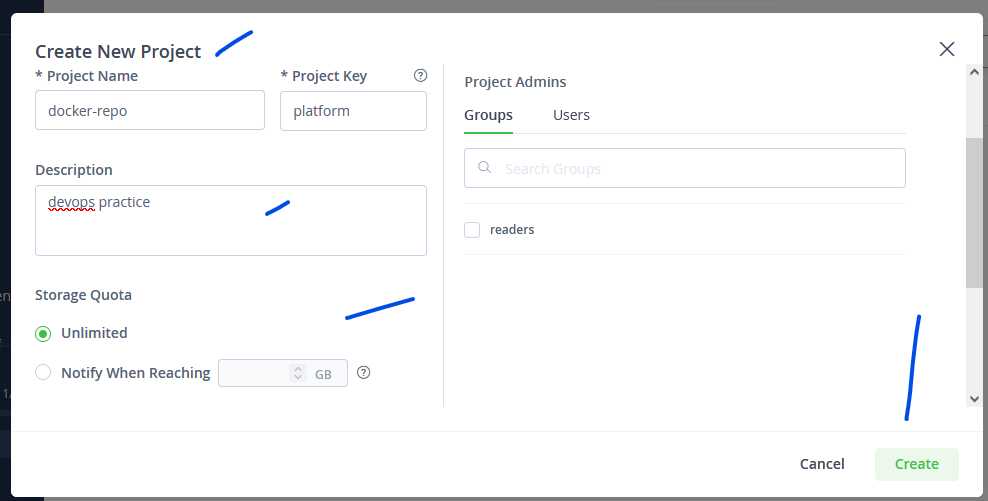 Create New Project
* Project Name
* Project Key
docker-repo
platform
Description
devops practice
Storage Quota
Unlimited
Notify When Reaching
GB
Project Admins
Groups
Users
Search Groups
readers
Cancel
Create